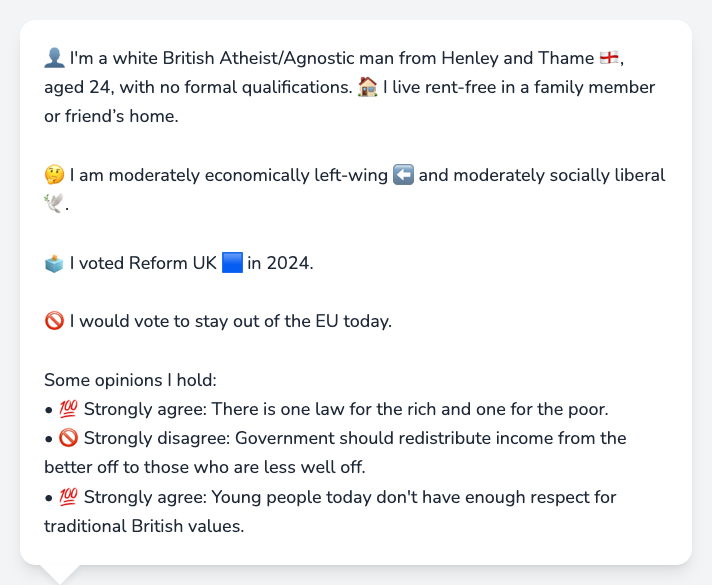 👤 I'm a white British Atheist/Agnostic man from Henley and Thame 🏴󠁧󠁢󠁥󠁮󠁧󠁿,
aged 24, with no formal qualifications. 🏠 I live rent-free in a family member
or friend’s home.
🤔 I am moderately economically left-wing ⬅️ and moderately socially liberal
🕊️.
🗳️ I voted Reform UK 🟦 in 2024.
🚫 I would vote to stay out of the EU today.
Some opinions I hold:
• 💯 Strongly agree: There is one law for the rich and one for the poor.
• 🚫 Strongly disagree: Government should redistribute income from the
better off to those who are less well off.
• 💯 Strongly agree: Young people today don't have enough respect for
traditional British values.